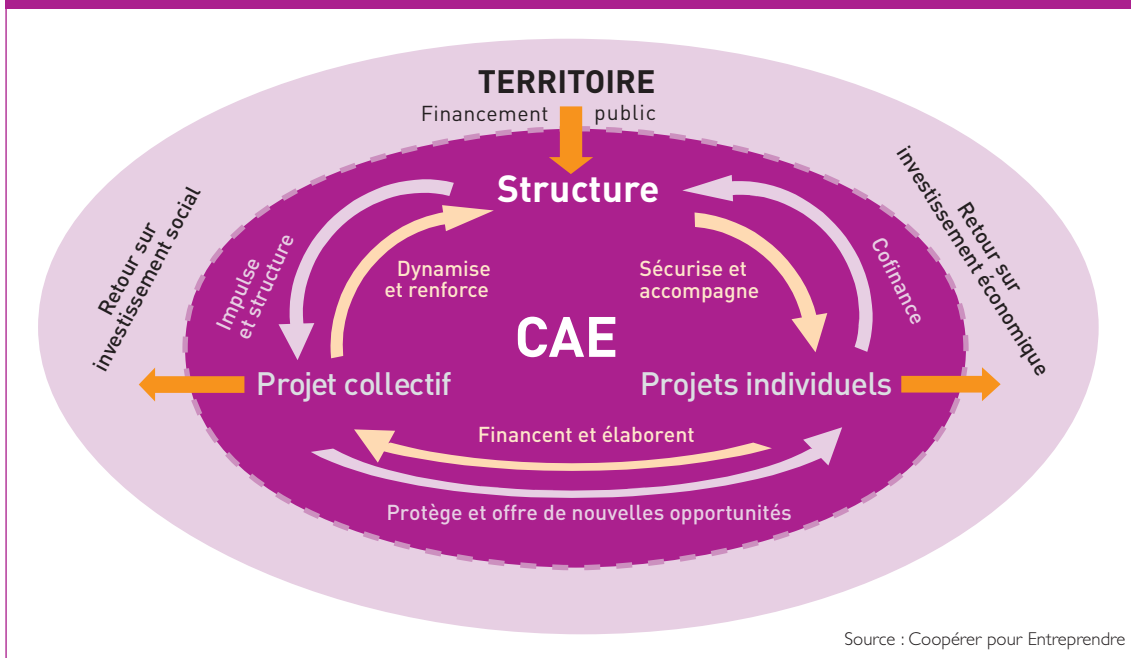 TERRITOIRE
Financement public
Structure
Retour sur
investissement social
Retour sur
investissement économique
Impulse
et structure
Dynamise
et renforce
Sécurise et
accompagne
Cofinance
CAE
Projet collectif
Projets individuels
Financent et élaborent
Protège et offre de nouvelles opportunités
Source : Coopérer pour Entreprendre